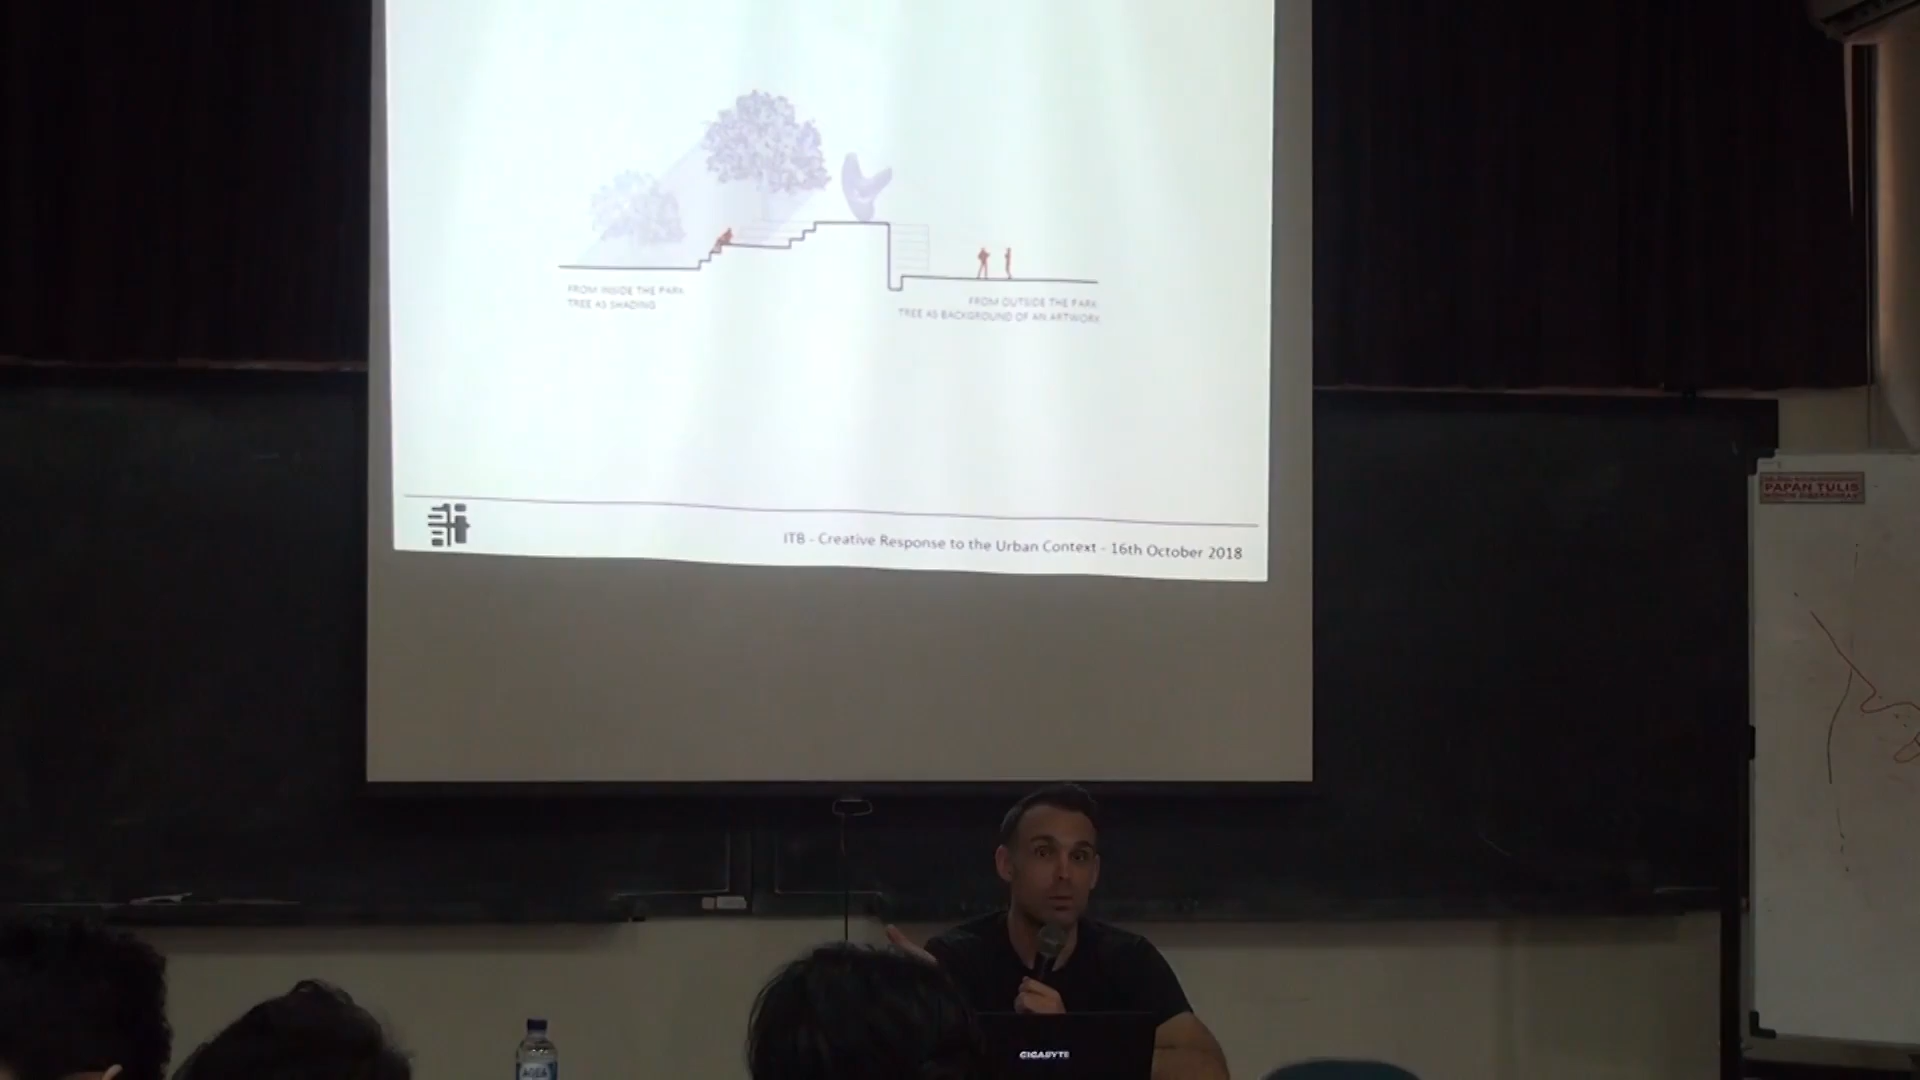 FROM INSIDE THE PARK
TREE AS SHADING
FROM OUTSIDE THE PARK
TREE AS BACKGROUND OF AN ARTWORK
ITB - Creative Response to the Urban Context - 16th October 2018
PAPAN TULIS
GIGABYTE
AQUA